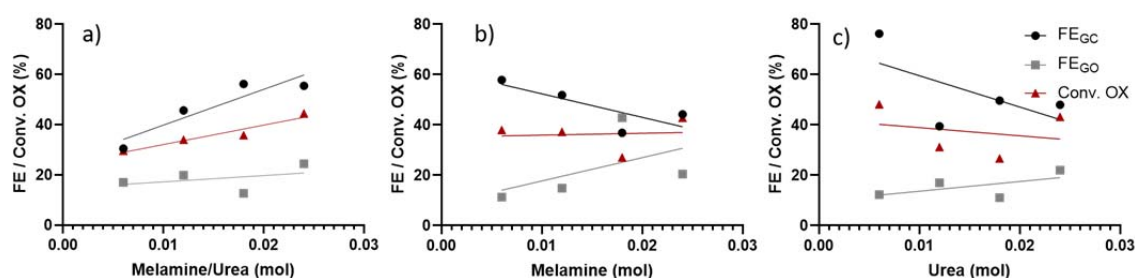 a)
FE / Conv. OX (%)
80
60
40
20
0
0.00 0.01 0.02 0.03
Melamine/Urea (mol)
b)
FE / Conv. OX (%)
80
60
40
20
0
0.00 0.01 0.02 0.03
Melamine (mol)
c)
FE / Conv. OX (%)
80
60
40
20
0
0.00 0.01 0.02 0.03
Urea (mol)
FEGC
FEGO
Conv. OX